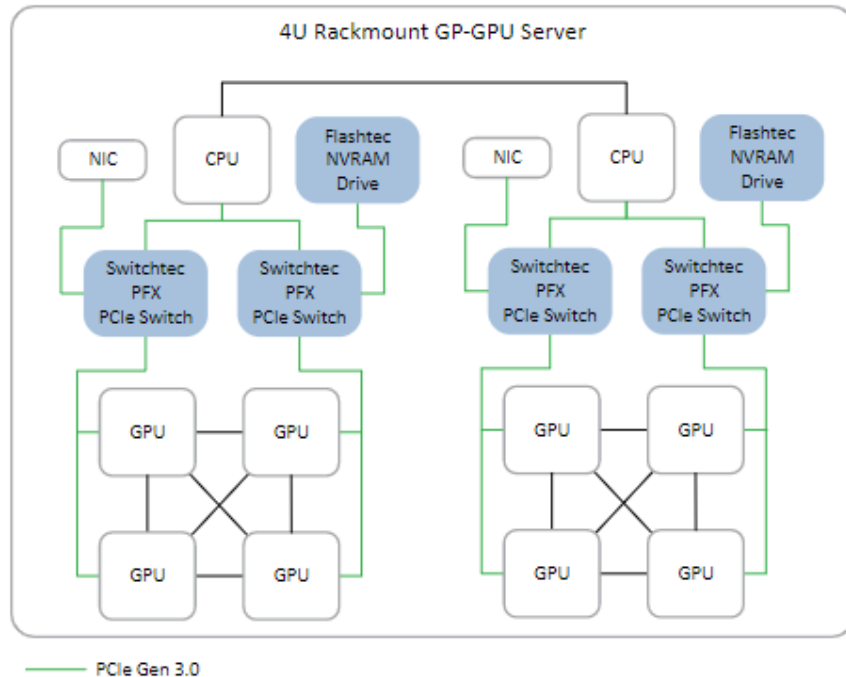 4U Rackmount GP-GPU Server
NIC
CPU
Flashtec
NVRAM
Drive
NIC
CPU
Flashtec
NVRAM
Drive
Switchtec
PFX
PCIe Switch
Switchtec
PFX
PCIe Switch
Switchtec
PFX
PCIe Switch
Switchtec
PFX
PCIe Switch
GPU
GPU
GPU
GPU
GPU
GPU
GPU
GPU
PCIe Gen 3.0